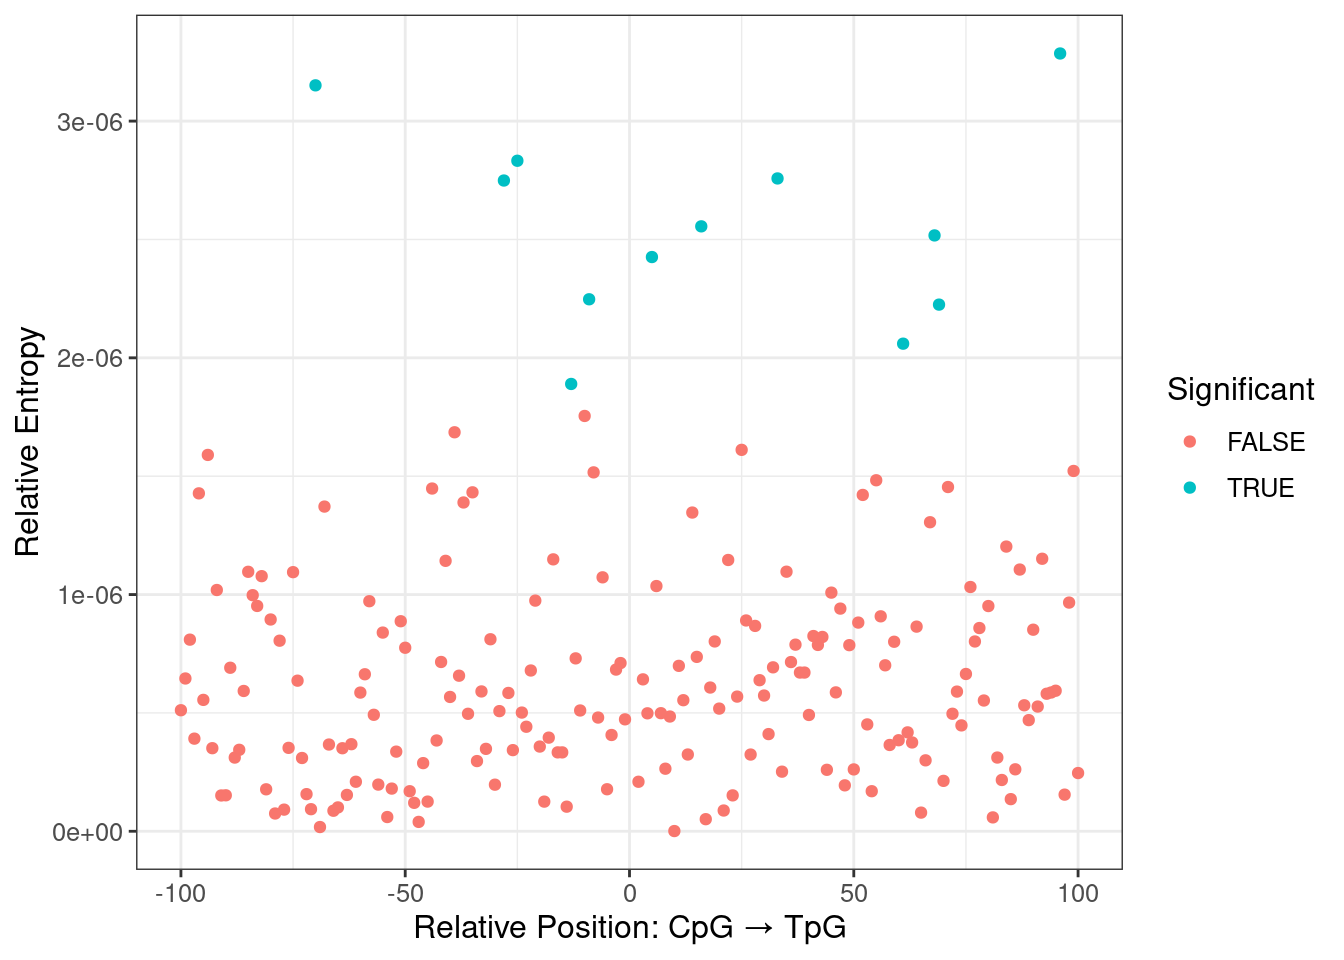 3e-06
2e-06
1e-06
0e+00
Relative Entropy
-100
-50
0
50
100
Relative Position: CpG → TpG
Significant
FALSE
TRUE